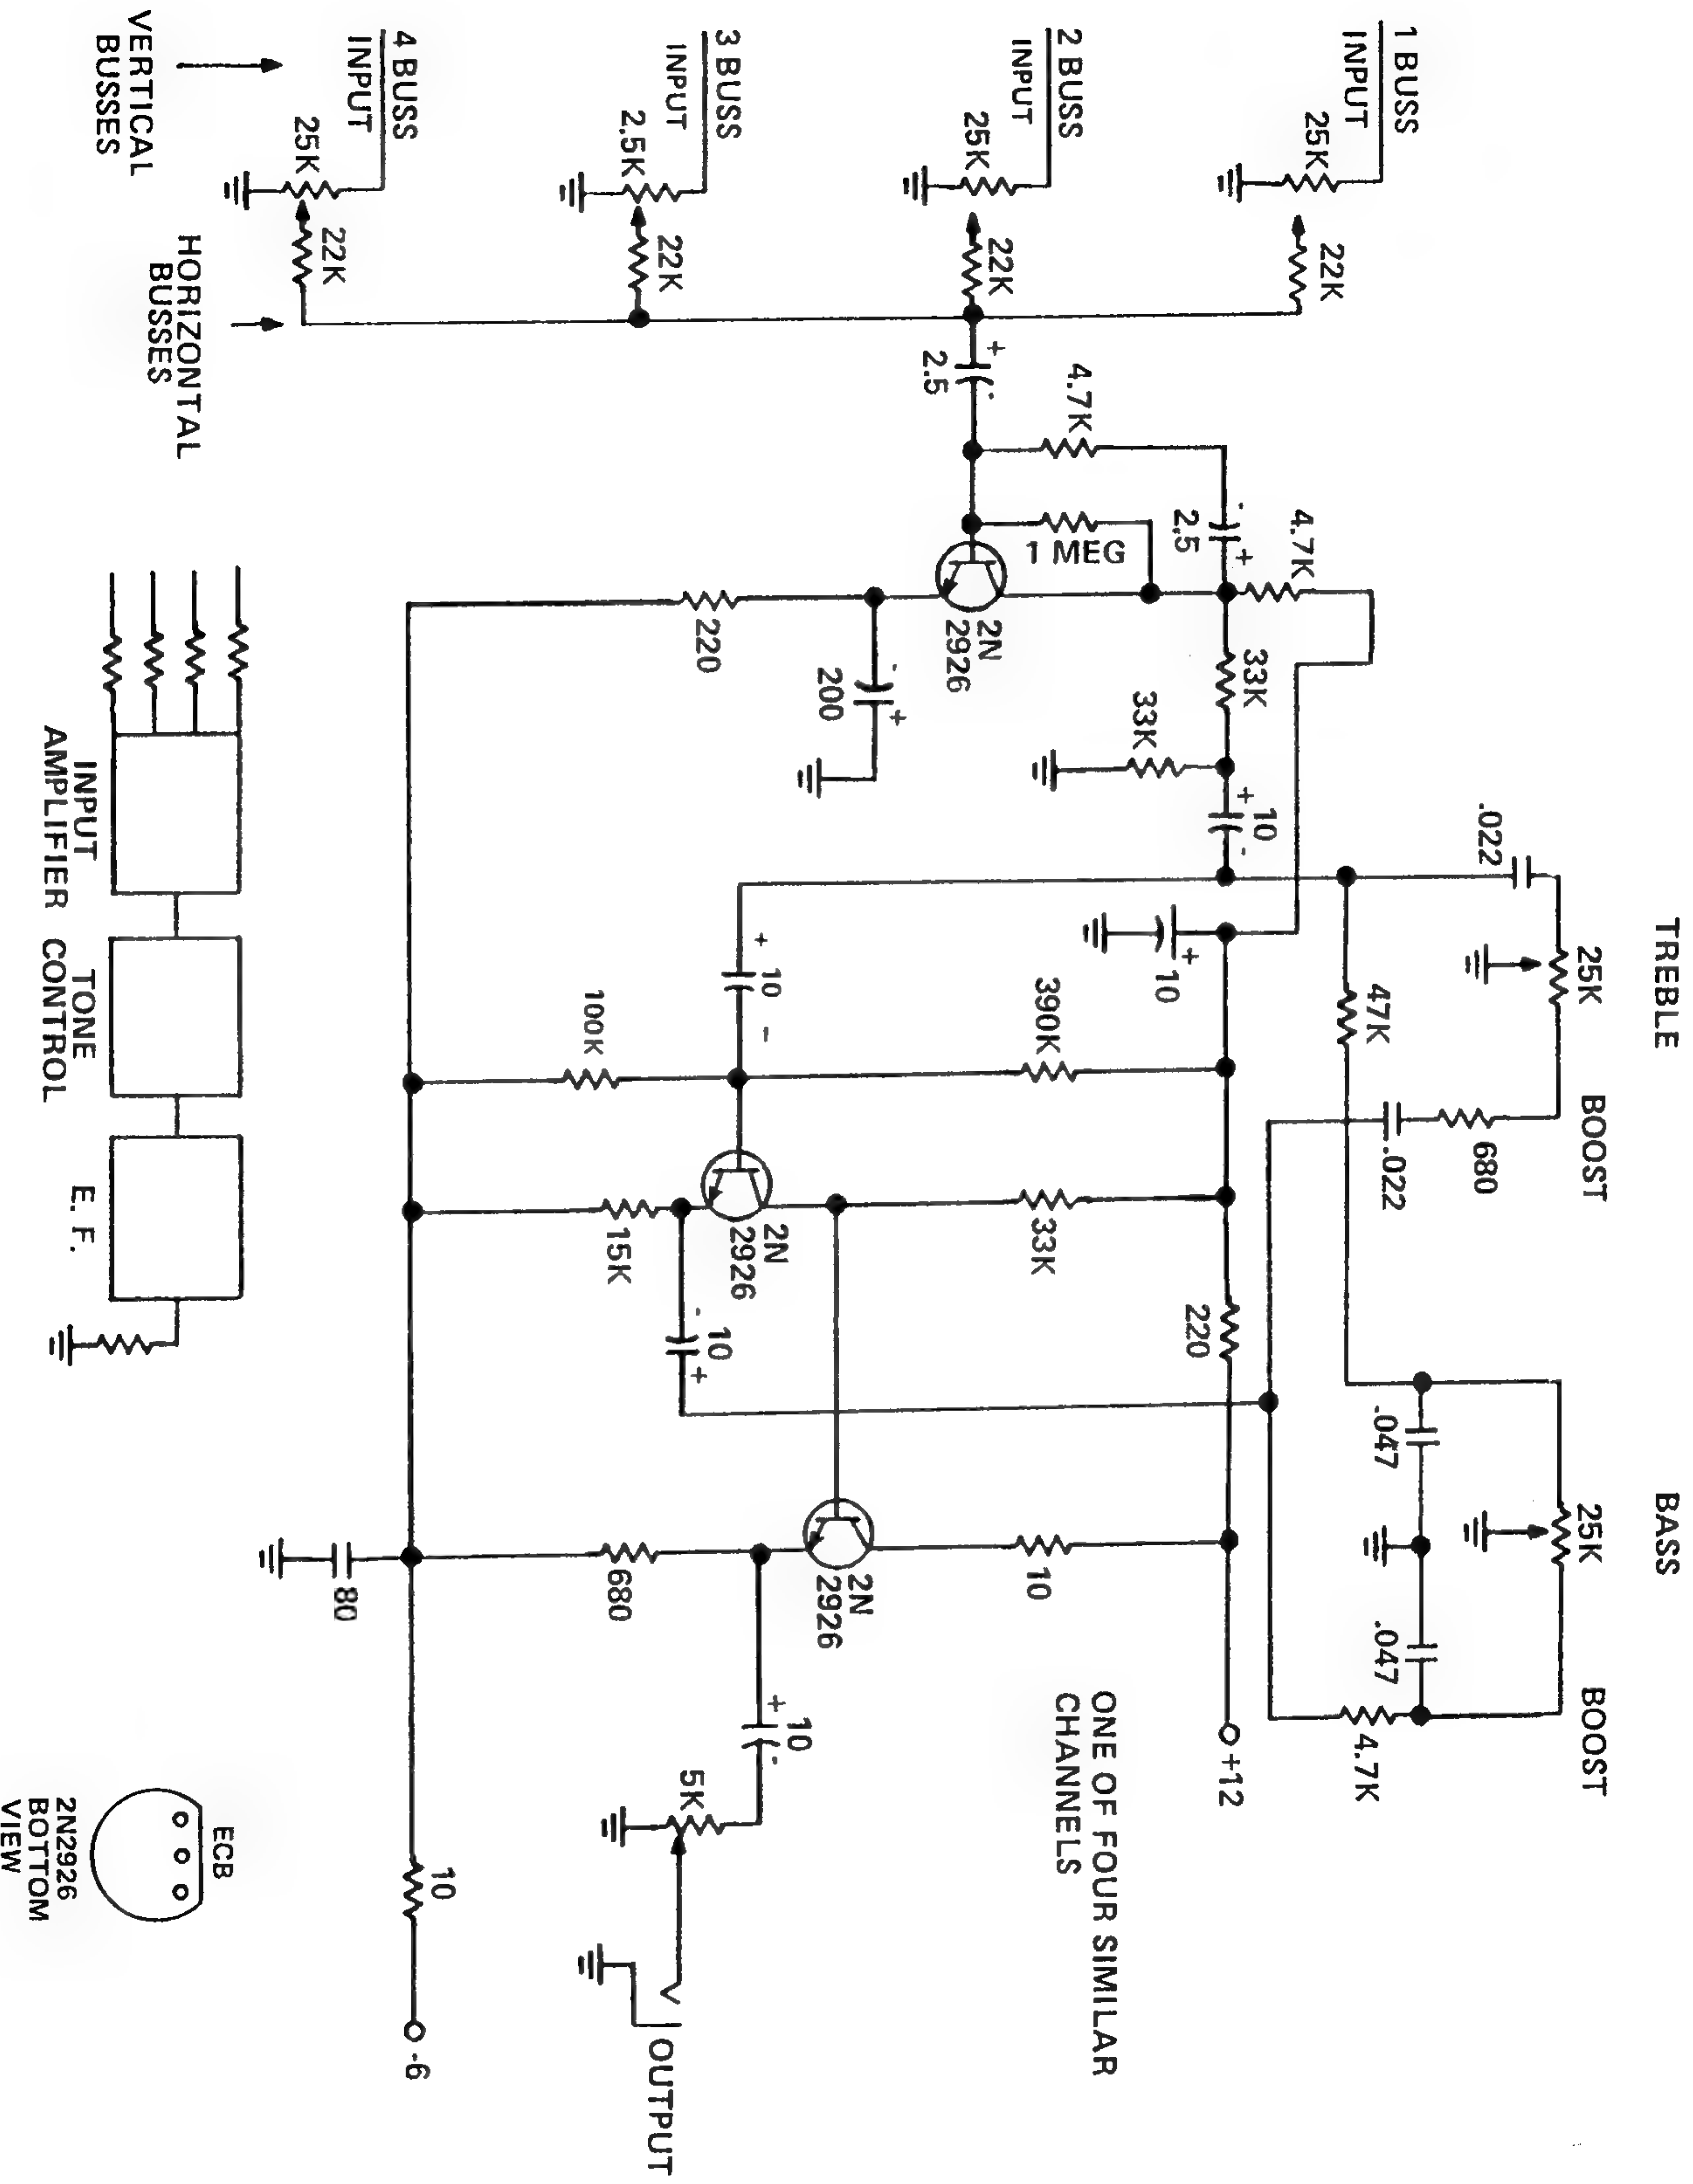 TREBLE
BOOST
BASS
BOOST
25K
25K
.022
680
.022
47K
.047
.047
4.7K
1 BUSS
INPUT
25K
22K
4.7K
33K
10
+
-
33K
+
10
390K
33K
220
+12
ONE OF FOUR SIMILAR
CHANNELS
2 BUSS
INPUT
25K
22K
+
-
2.5
4.7K
-
+
2.5
1 MEG
2N
2926
-
+
200
220
+
10
-
100K
2N
2926
15K
-
10
+
10
2N
2926
680
+
10
-
5K
OUTPUT
3 BUSS
INPUT
2.5K
22K
4 BUSS
INPUT
25K
22K
VERTICAL
BUSSES
HORIZONTAL
BUSSES
80
10
-6
INPUT
AMPLIFIER
TONE
CONTROL
E. F.
ECB
2N2926
BOTTOM
VIEW